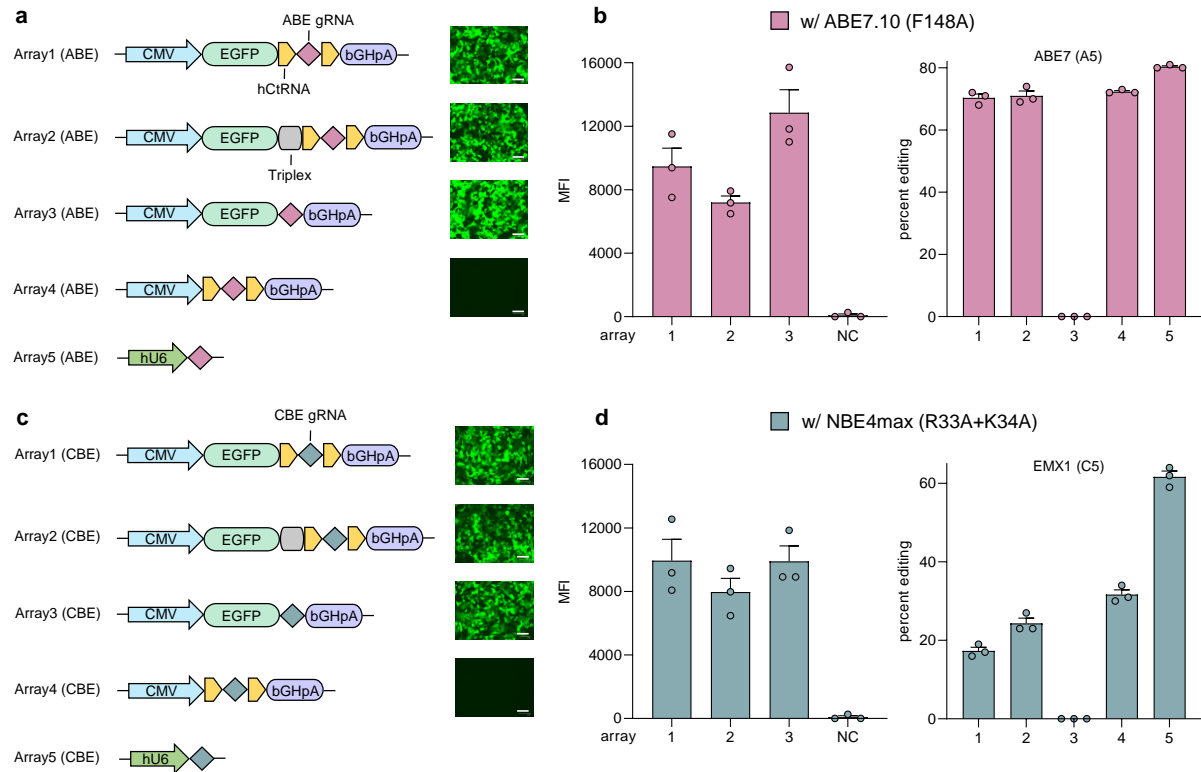 a
ABE gRNA
Array1 (ABE)
CMV
EGFP
bGHpA
hCtRNA
Array2 (ABE)
CMV
EGFP
bGHpA
Triplex
Array3 (ABE)
CMV
EGFP
bGHpA
Array4 (ABE)
CMV
bGHpA
Array5 (ABE)
hU6
b
w/ ABE7.10 (F148A)
MFI
16000
12000
8000
4000
0
array
1
2
3
NC
ABE7 (A5)
percent editing
80
60
40
20
0
1
2
3
4
5
c
CBE gRNA
Array1 (CBE)
CMV
EGFP
bGHpA
Array2 (CBE)
CMV
EGFP
bGHpA
Array3 (CBE)
CMV
EGFP
bGHpA
Array4 (CBE)
CMV
bGHpA
Array5 (CBE)
hU6
d
w/ NBE4max (R33A+K34A)
MFI
16000
12000
8000
4000
0
array
1
2
3
NC
EMX1 (C5)
percent editing
60
40
20
0
1
2
3
4
5